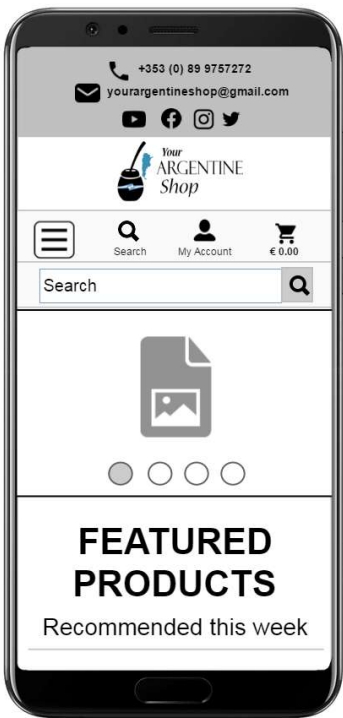 +353 (0) 89 9757272
yourargentineshop@gmail.com
Your
ARGENTINE
Shop
Search
My Account
€ 0.00
Search
FEATURED
PRODUCTS
Recommended this week